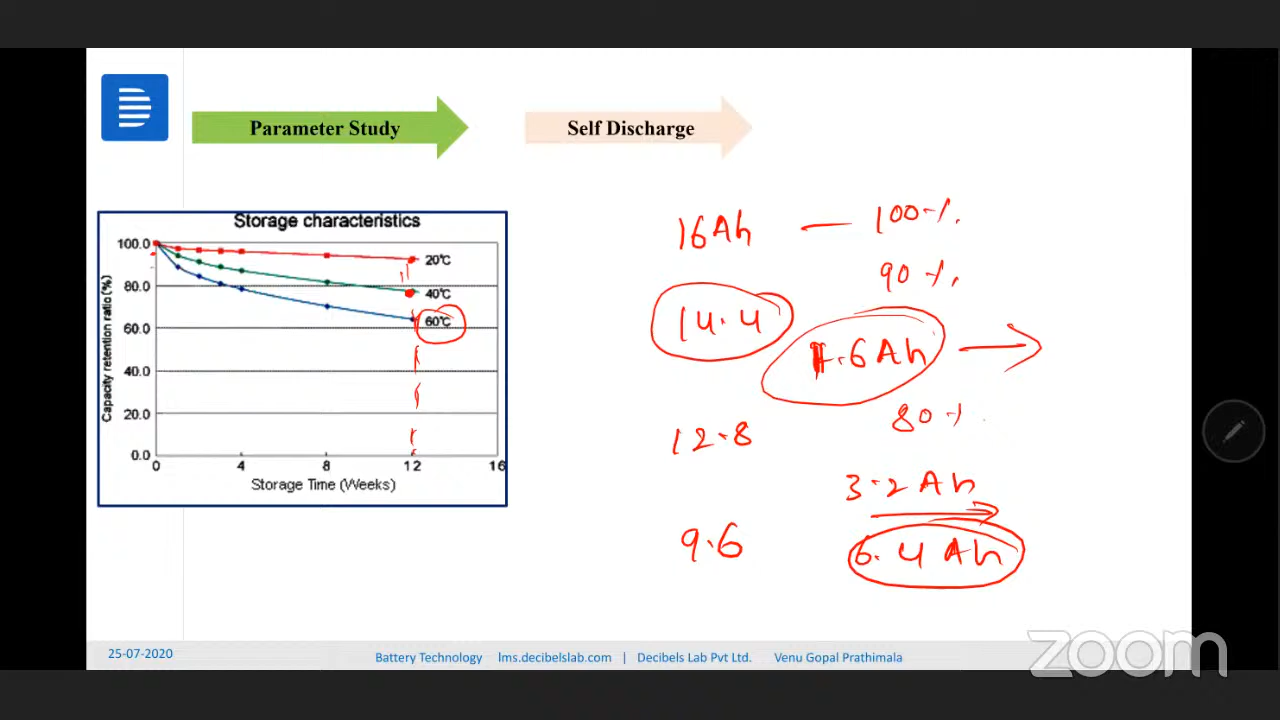 Parameter Study
Self Discharge
Storage characteristics
100.0
80.0
60.0
40.0
20.0
0.0
Capacity retention ratio (%)
20℃
40℃
60℃
0 4 8 12 16
Storage Time (Weeks)
16Ah — 100%.
90%.
14.4
1.6Ah
80%
12.8
3.2Ah
9.6
6.4Ah
25-07-2020
Battery Technology lms.decibelslab.com | Decibels Lab Pvt Ltd. Venu Gopal Prathimala
zoom